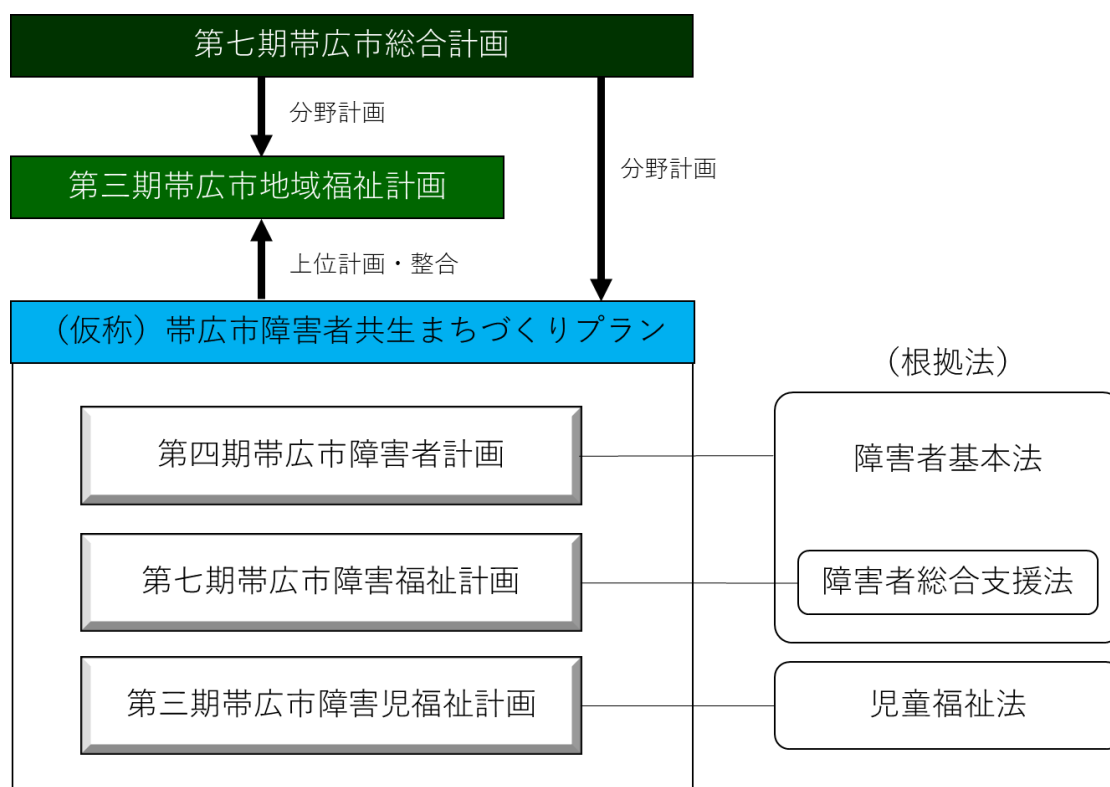 第七期帯広市総合計画
分野計画
分野計画
第三期帯広市地域福祉計画
上位計画・整合
（仮称）帯広市障害者共生まちづくりプラン
（根拠法）
第四期帯広市障害者計画
障害者基本法
第七期帯広市障害福祉計画
障害者総合支援法
第三期帯広市障害児福祉計画
児童福祉法